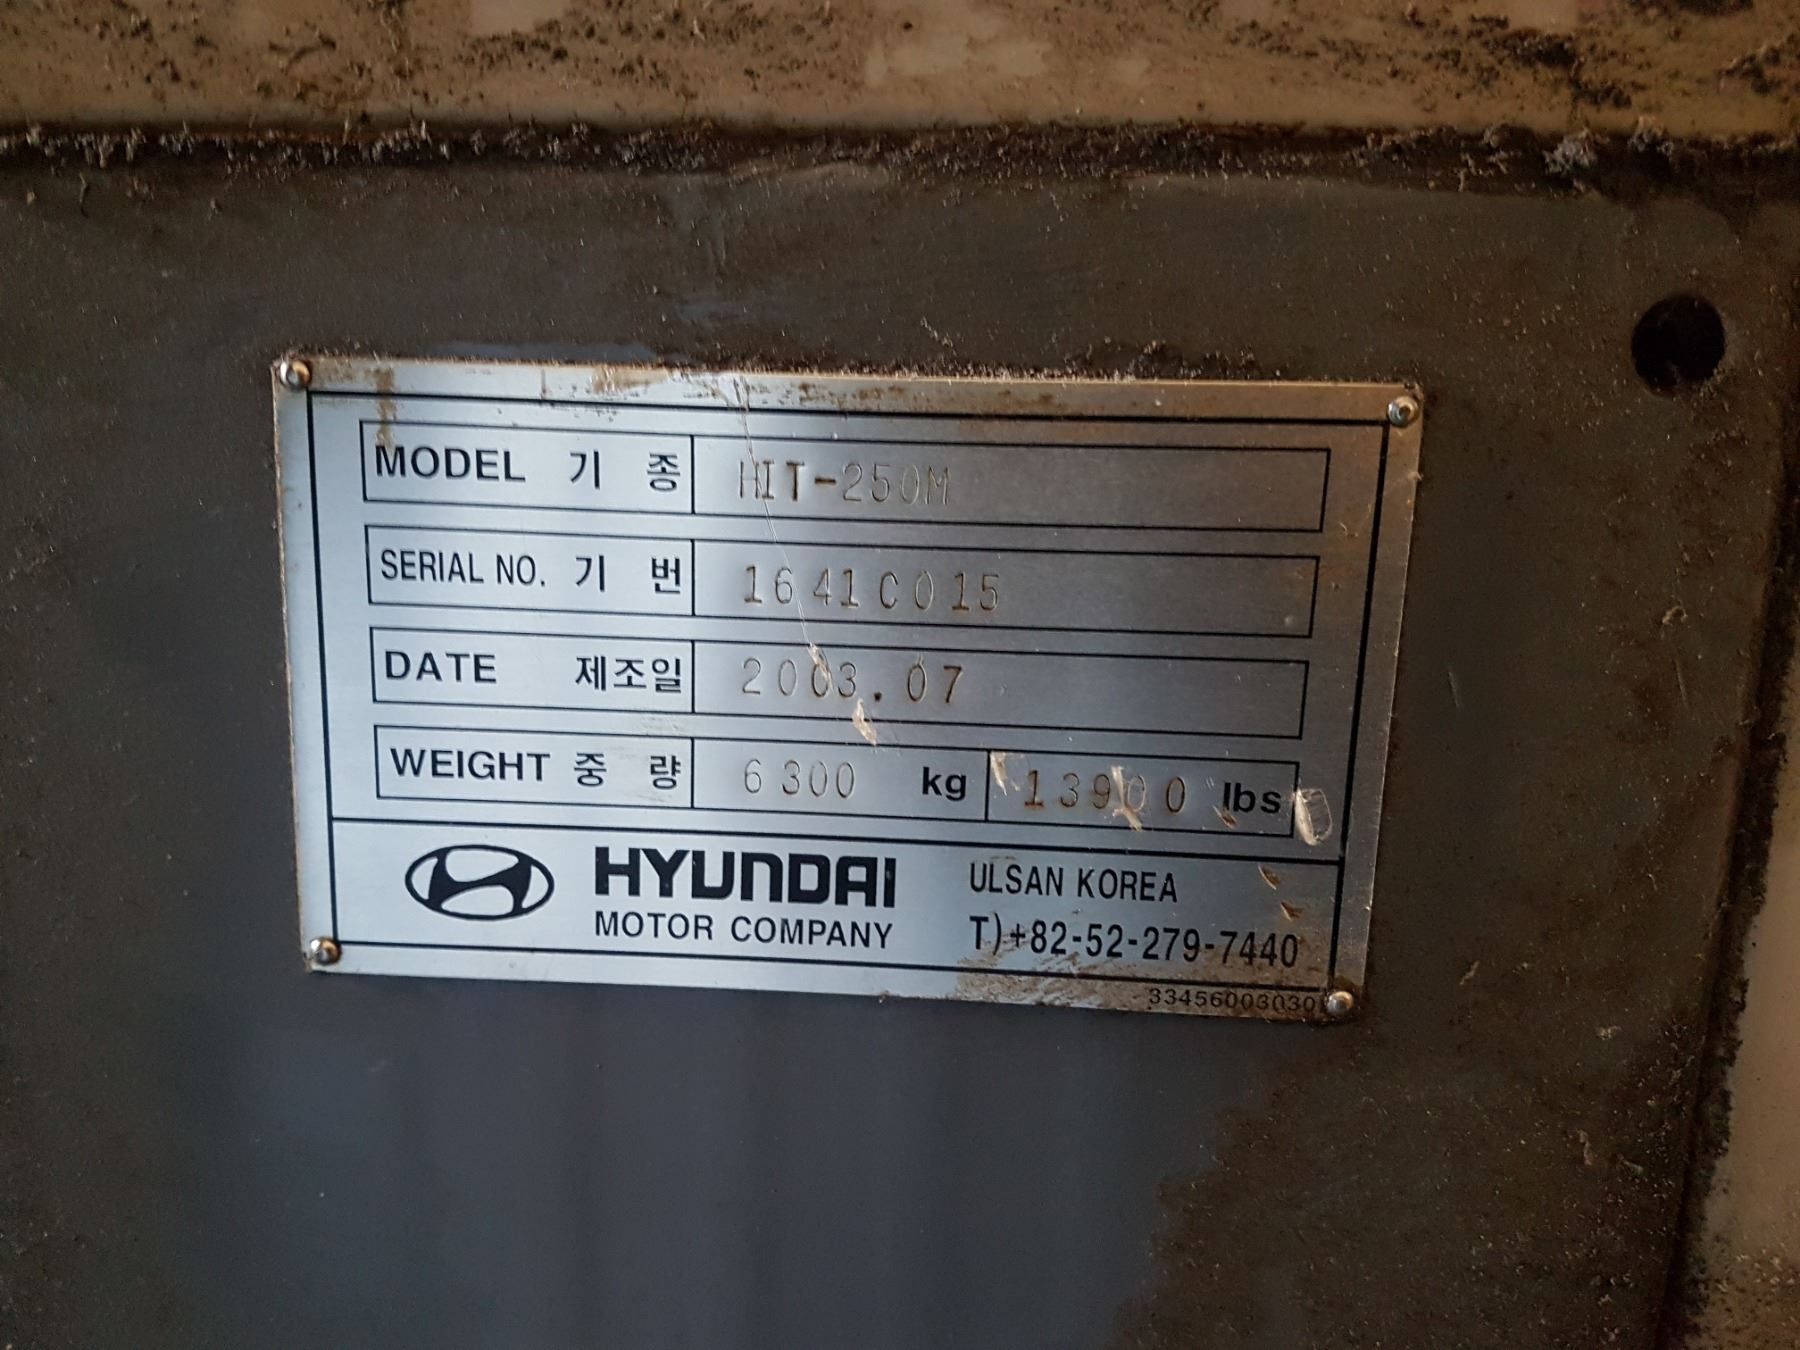 MODEL 기 종 HIT-250M
SERIAL NO. 기 번 1641C015
DATE 제조일 2003.07
WEIGHT 중 량 6300 kg 13900 lbs
HYUNDAI
MOTOR COMPANY
ULSAN KOREA
T)+82-52-279-7440
33456003030